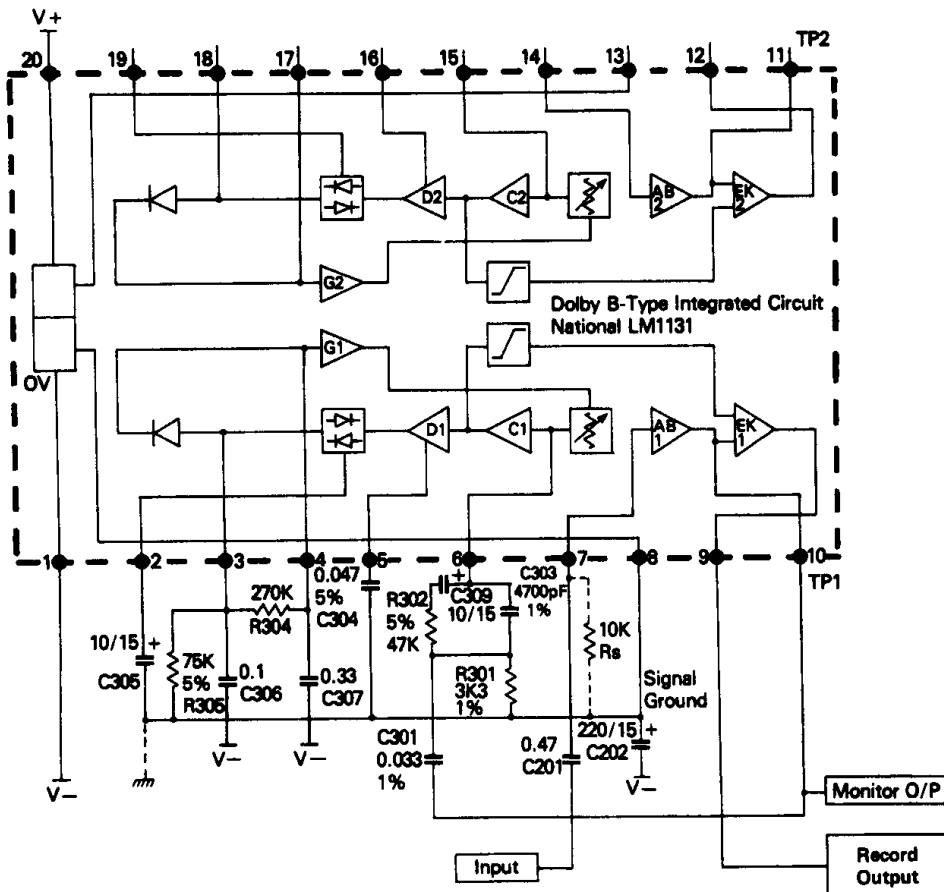 V+
20
19
18
17
16
15
14
13
12
11
TP2
D2
C2
AB
2
EK
2
G2
Dolby B-Type Integrated Circuit
National LM1131
G1
OV
D1
C1
AB
1
EK
1
1
2
3
4
5
6
7
8
9
10
TP1
270K
R304
0.047
5%
C304
R302
5%
47K
+
C309
10/15
C303
4700pF
1%
10K
Rs
10/15 +
C305
75K
5%
R305
0.1
C306
0.33
C307
R301
3K3
1%
Signal
Ground
C301
0.033
1%
0.47
C201
220/15 +
C202
V-
V-
V-
V-
Monitor O/P
Input
Record
Output